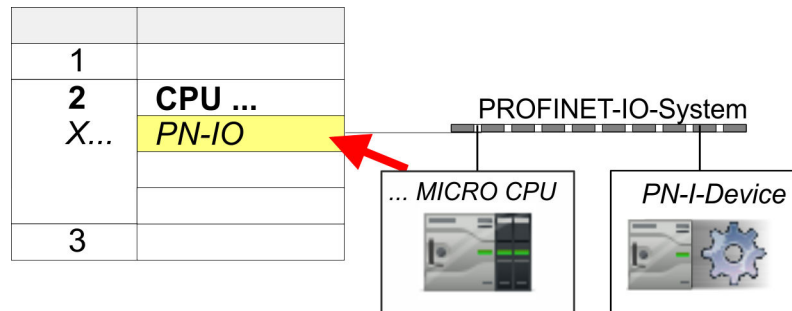 1
2 CPU ...
X... PN-IO
3
PROFINET-IO-System
... MICRO CPU
PN-I-Device